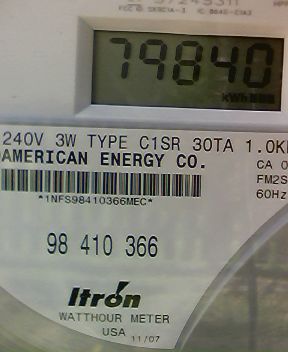 79840
kWh
240V 3W TYPE C1SR 30TA 1.0K
AMERICAN ENERGY CO.
CA 0
*1NFS98410366MEC*
FM2S
60Hz
98 410 366
Itron
WATTHOUR METER
USA 11/07